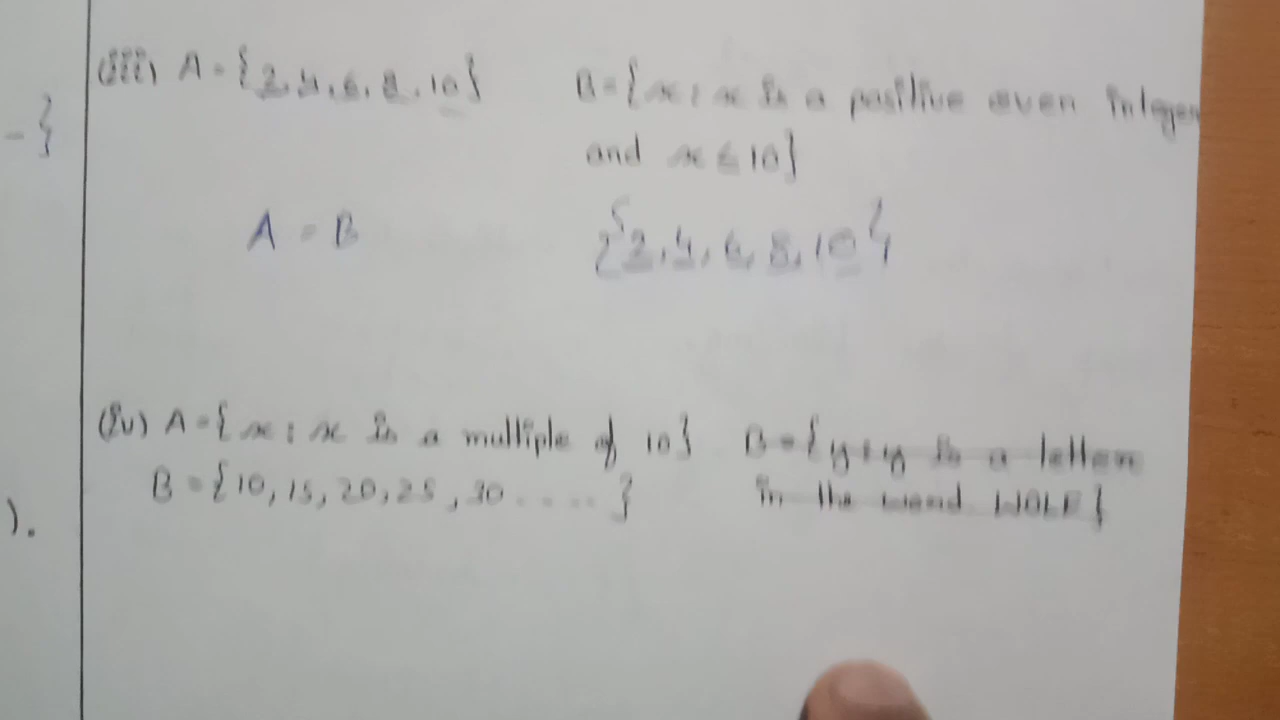 -}
(iii) A = {2, 4, 6, 8, 10} B = {x : x is a positive even integer
and x ≤ 10}
A = B {2, 4, 6, 8, 10}
(iv) A = {x : x is a multiple of 10} B = {y : y is a letter
B = {10, 15, 20, 25, 30 . . . . . } in the word WOLF}
).